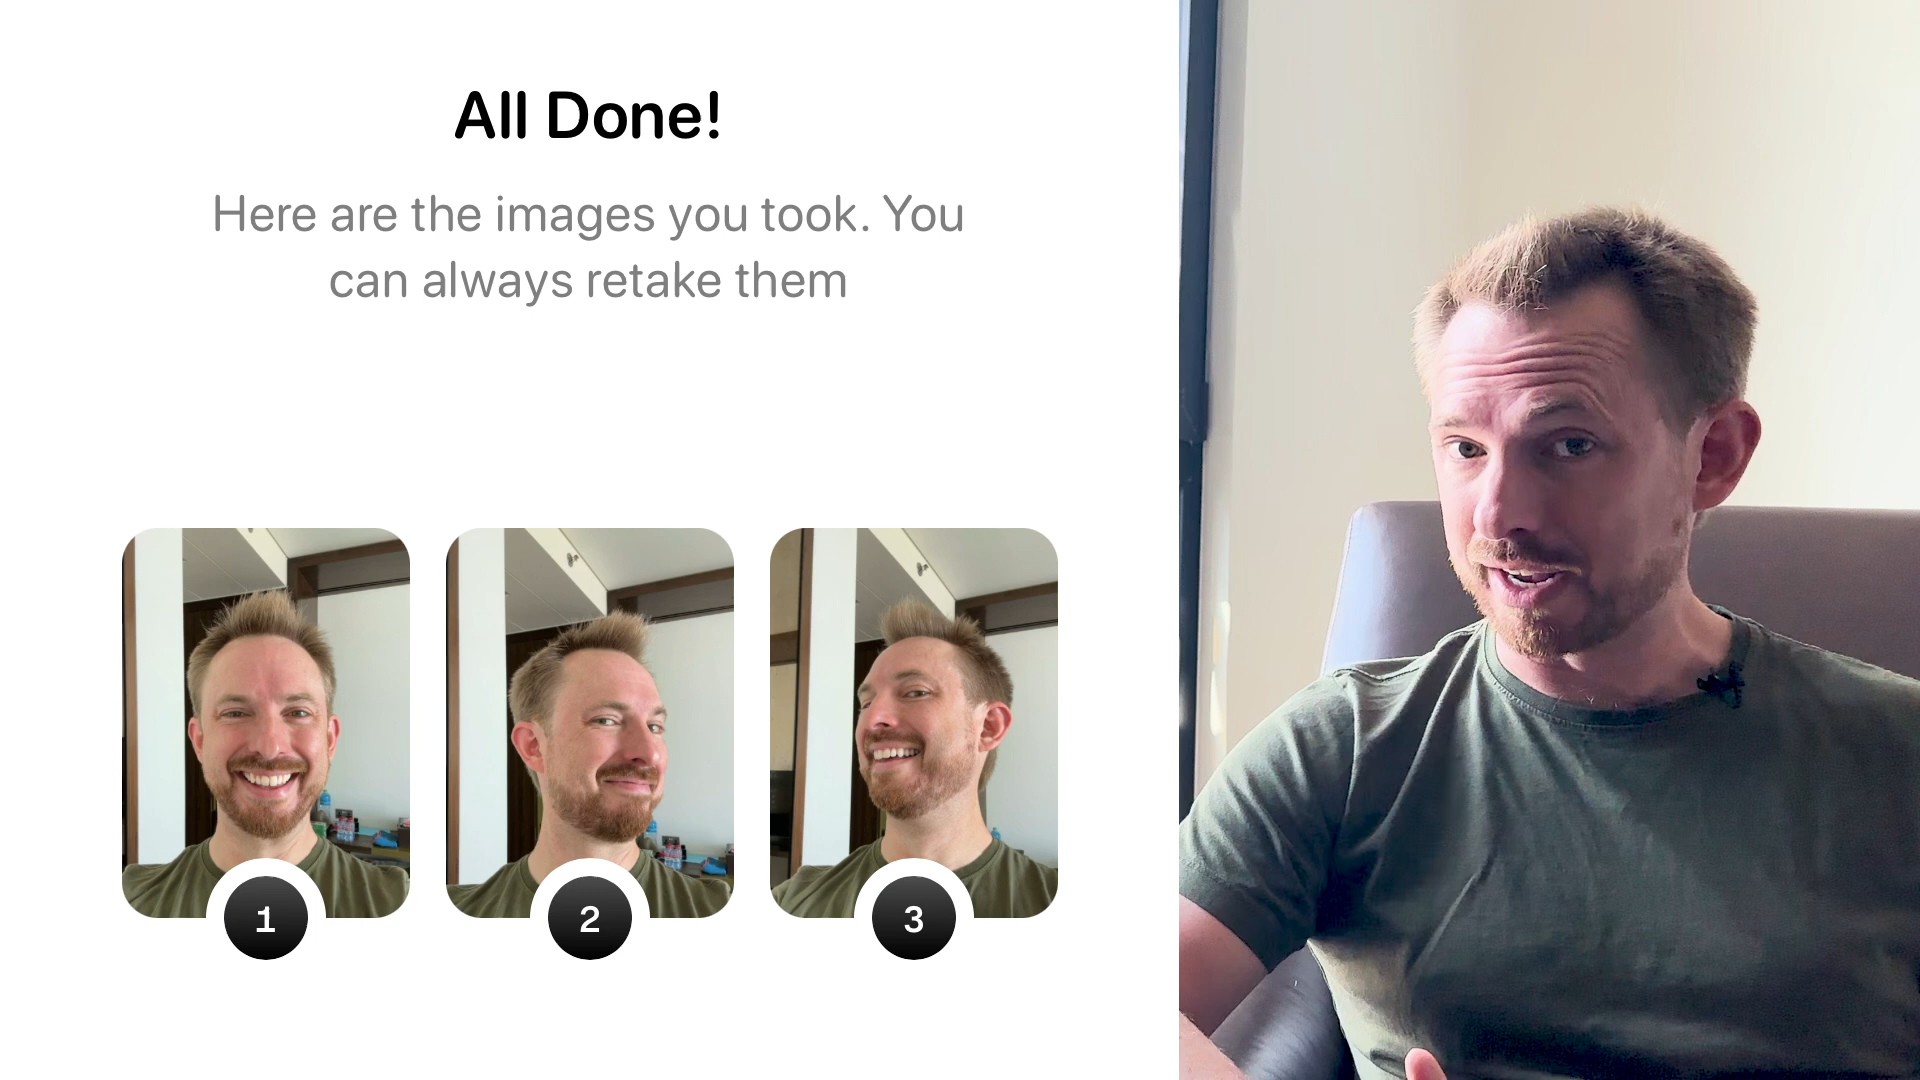 All Done!
Here are the images you took. You
can always retake them
1
2
3